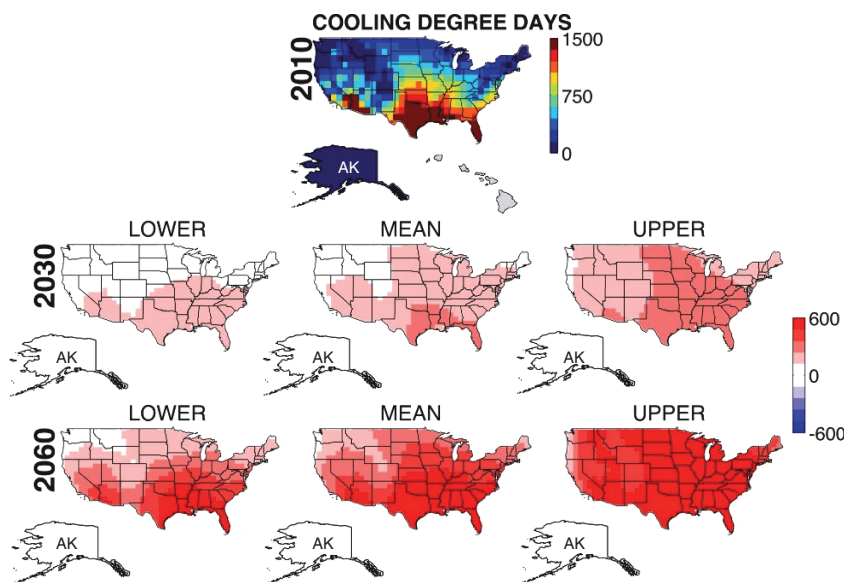 COOLING DEGREE DAYS
2010
1500
750
0
AK
LOWER MEAN UPPER
2030
AK AK AK
600
0
-600
LOWER MEAN UPPER
2060
AK AK AK